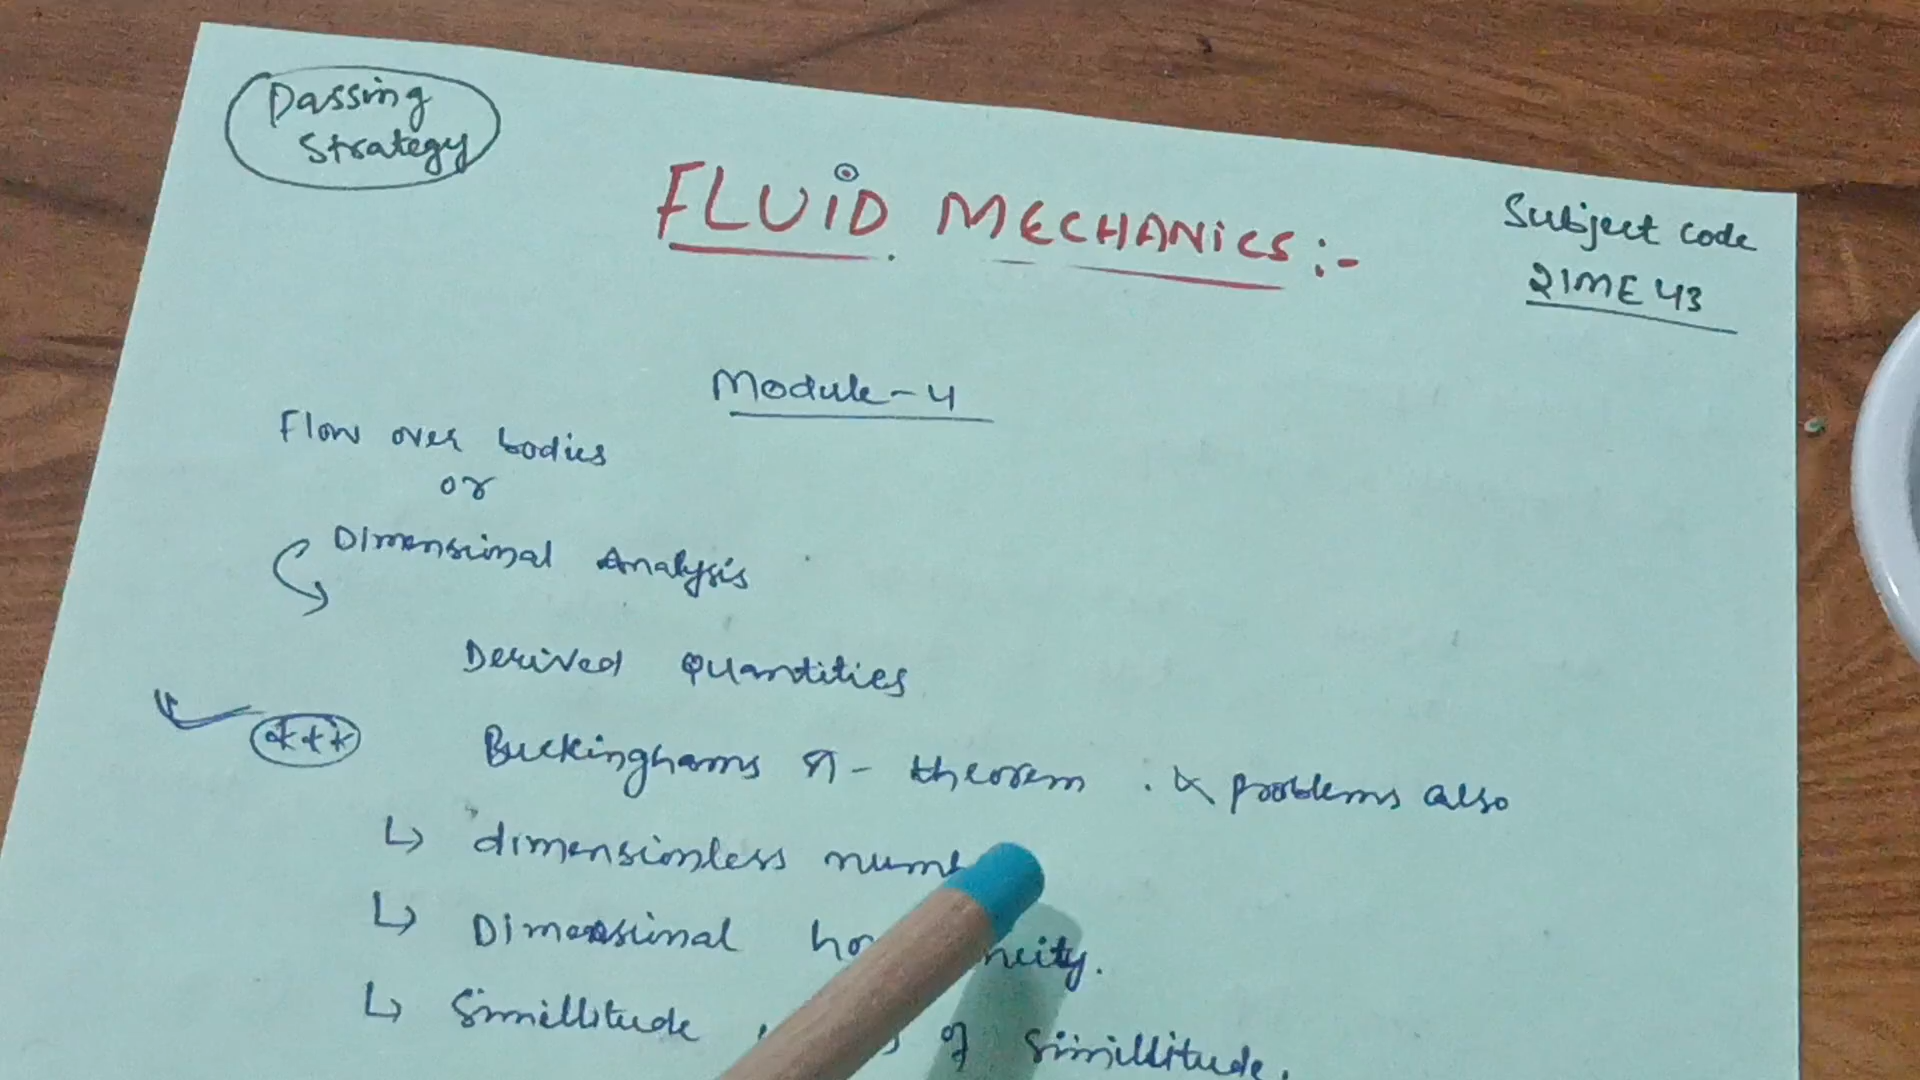 Passing
Strategy
FLUiD MECHANiCS:-
Subject code
21ME43
Module-4
Flow over bodies
or
Dimensional Analysis
Derived Quantities
*** Buckinghams π- theorem . & problems also
↳ dimensionless
↳ Dimensional
↳ Simillitude of simillitude.